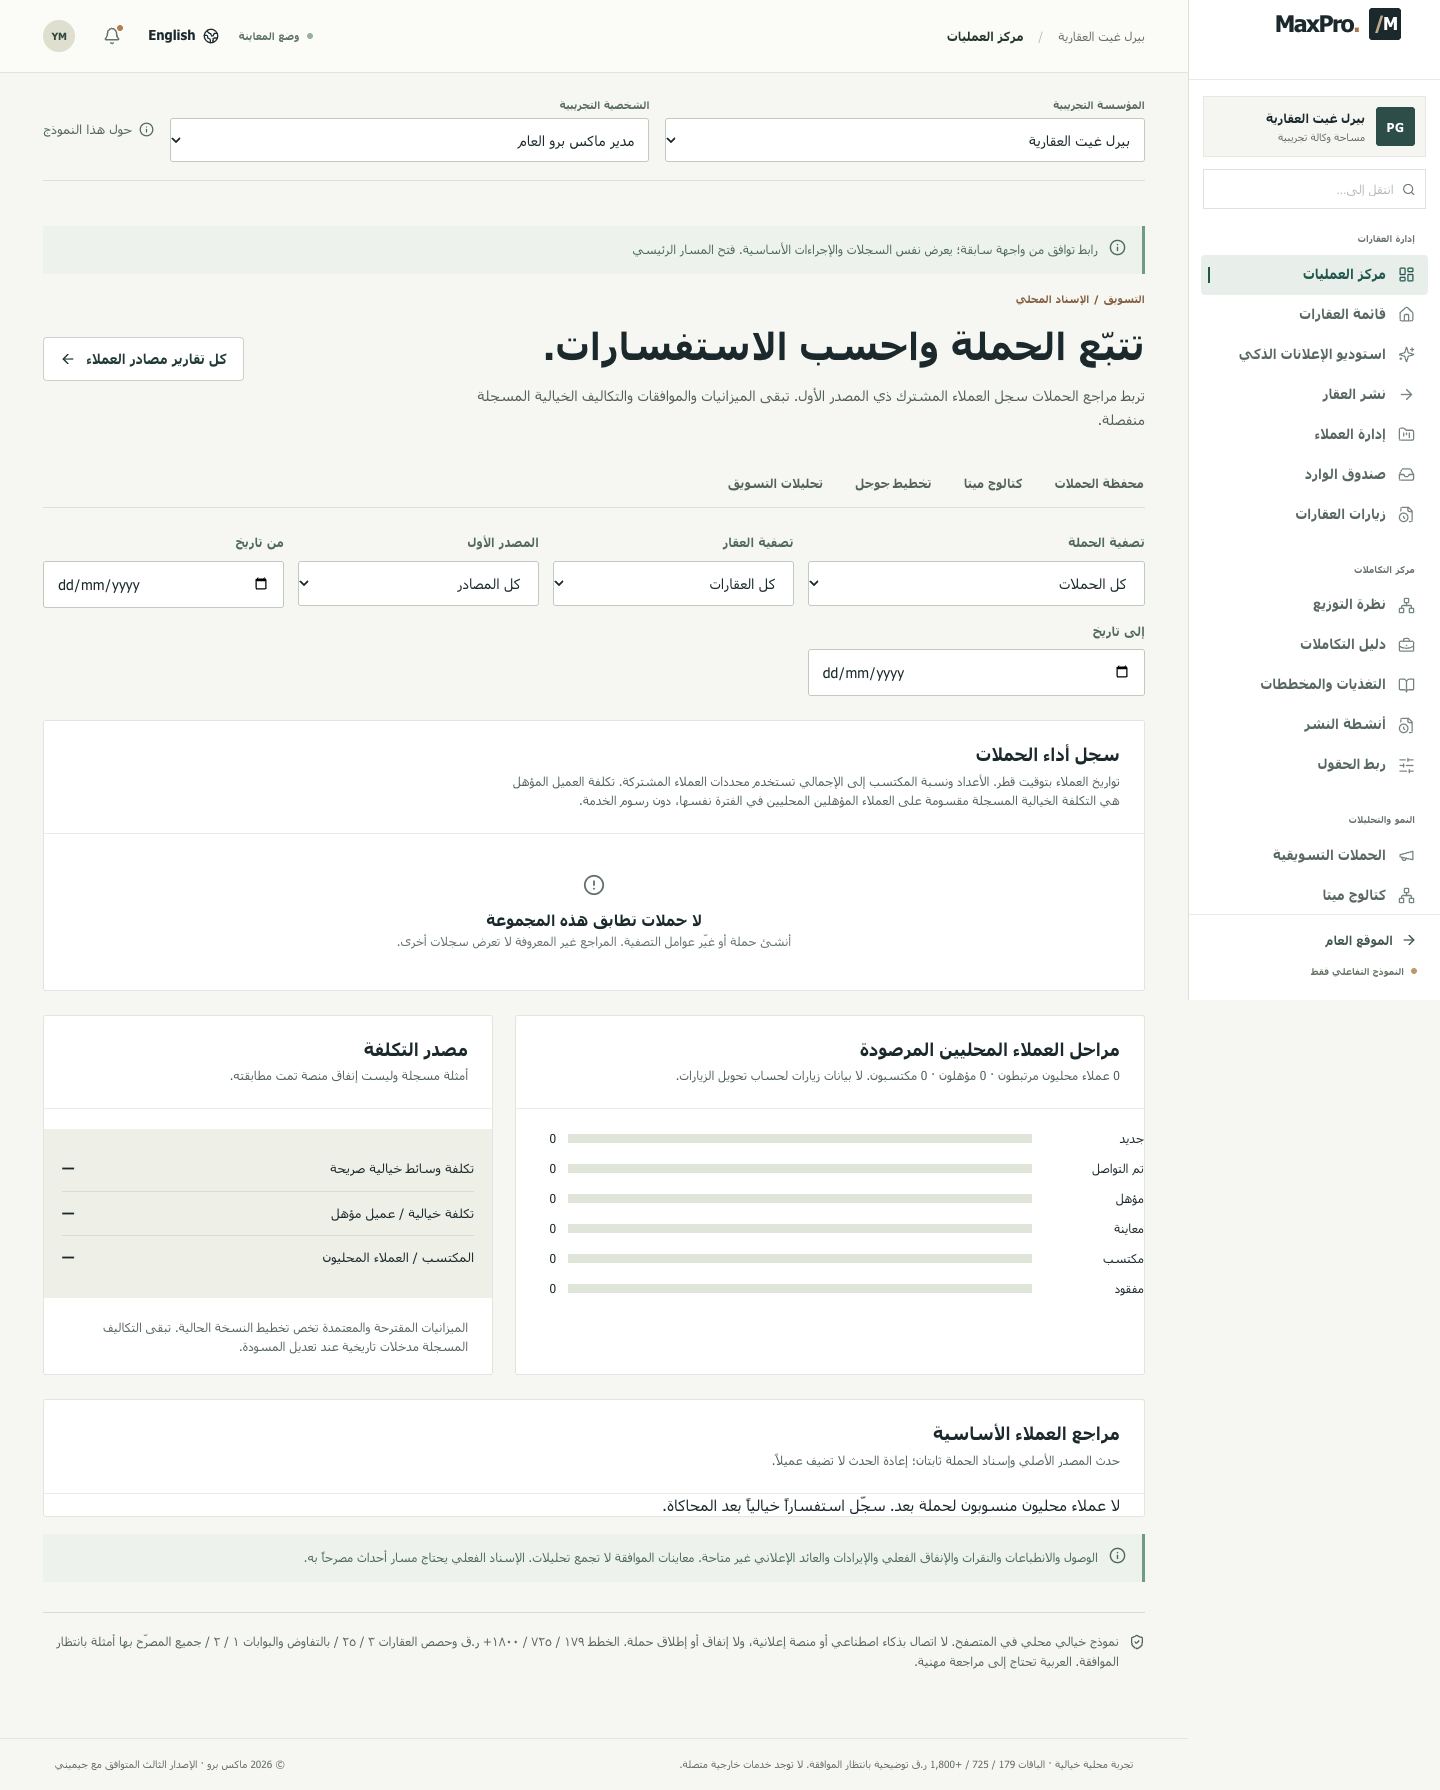 /M MaxPro.
بيرل غيت العقارية / مركز العمليات
وضع المعاينة
English
YM
PG
بيرل غيت العقارية
مساحة وكالة تجريبية
انتقل إلى...
إدارة العقارات
مركز العمليات
قائمة العقارات
استوديو الإعلانات الذكي
نشر العقار
إدارة العملاء
صندوق الوارد
زيارات العقارات
مركز التكاملات
نظرة التوزيع
دليل التكاملات
التغذيات والمخططات
أنشطة النشر
ربط الحقول
النمو والتحليلات
الحملات التسويقية
كتالوج ميتا
الموقع العام
النموذج التفاعلي فقط
المؤسسة التجريبية
بيرل غيت العقارية
الشخصية التجريبية
مدير ماكس برو العام
حول هذا النموذج
رابط توافق من واجهة سابقة؛ يعرض نفس السجلات والإجراءات الأساسية. فتح المسار الرئيسي
التسويق / الإسناد المحلي
تتبّع الحملة واحسب الاستفسارات.
كل تقارير مصادر العملاء
تربط مراجع الحملات سجل العملاء المشترك ذي المصدر الأول. تبقى الميزانيات والموافقات والتكاليف الخيالية المسجلة
منفصلة.
محفظة الحملات
كتالوج ميتا
تخطيط جوجل
تحليلات التسويق
تصفية الحملة
كل الحملات
تصفية العقار
كل العقارات
المصدر الأول
كل المصادر
من تاريخ
dd/mm/yyyy
إلى تاريخ
dd/mm/yyyy
سجل أداء الحملات
تواريخ العملاء بتوقيت قطر. الأعداد ونسبة المكتسب إلى الإجمالي تستخدم محددات العملاء المشتركة. تكلفة العميل المؤهل
هي التكلفة الخيالية المسجلة مقسومة على العملاء المؤهلين المحليين في الفترة نفسها، دون رسوم الخدمة.
لا حملات تطابق هذه المجموعة
أنشئ حملة أو غيّر عوامل التصفية. المراجع غير المعروفة لا تعرض سجلات أخرى.
مراحل العملاء المحليين المرصودة
0 عملاء محليون مرتبطون · 0 مؤهلون · 0 مكتسبون. لا بيانات زيارات لحساب تحويل الزيارات.
جديد 0
تم التواصل 0
مؤهل 0
معاينة 0
مكتسب 0
مفقود 0
مصدر التكلفة
أمثلة مسجلة وليست إنفاق منصة تمت مطابقته.
تكلفة وسائط خيالية صريحة —
تكلفة خيالية / عميل مؤهل —
المكتسب / العملاء المحليون —
الميزانيات المقترحة والمعتمدة تخص تخطيط النسخة الحالية. تبقى التكاليف
المسجلة مدخلات تاريخية عند تعديل المسودة.
مراجع العملاء الأساسية
حدث المصدر الأصلي وإسناد الحملة ثابتان؛ إعادة الحدث لا تضيف عميلاً.
لا عملاء محليون منسوبون لحملة بعد. سجّل استفساراً خيالياً بعد المحاكاة.
الوصول والانطباعات والنقرات والإنفاق الفعلي والإيرادات والعائد الإعلاني غير متاحة. معاينات الموافقة لا تجمع تحليلات. الإسناد الفعلي يحتاج مسار أحداث مصرحاً به.
نموذج خيالي محلي في المتصفح. لا اتصال بذكاء اصطناعي أو منصة إعلانية، ولا إنفاق أو إطلاق حملة. الخطط ١٧٩ / ٧٢٥ / ١٨٠٠+ ر.ق وحصص العقارات ٣ / ٢٥ / بالتفاوض والبوابات ١ / ٢ / جميع المصرّح بها أمثلة بانتظار
الموافقة. العربية تحتاج إلى مراجعة مهنية.
تجربة محلية خيالية · الباقات 179 / 725 / +1,800 ر.ق توضيحية بانتظار الموافقة. لا توجد خدمات خارجية متصلة.
© 2026 ماكس برو · الإصدار الثالث المتوافق مع جيميني